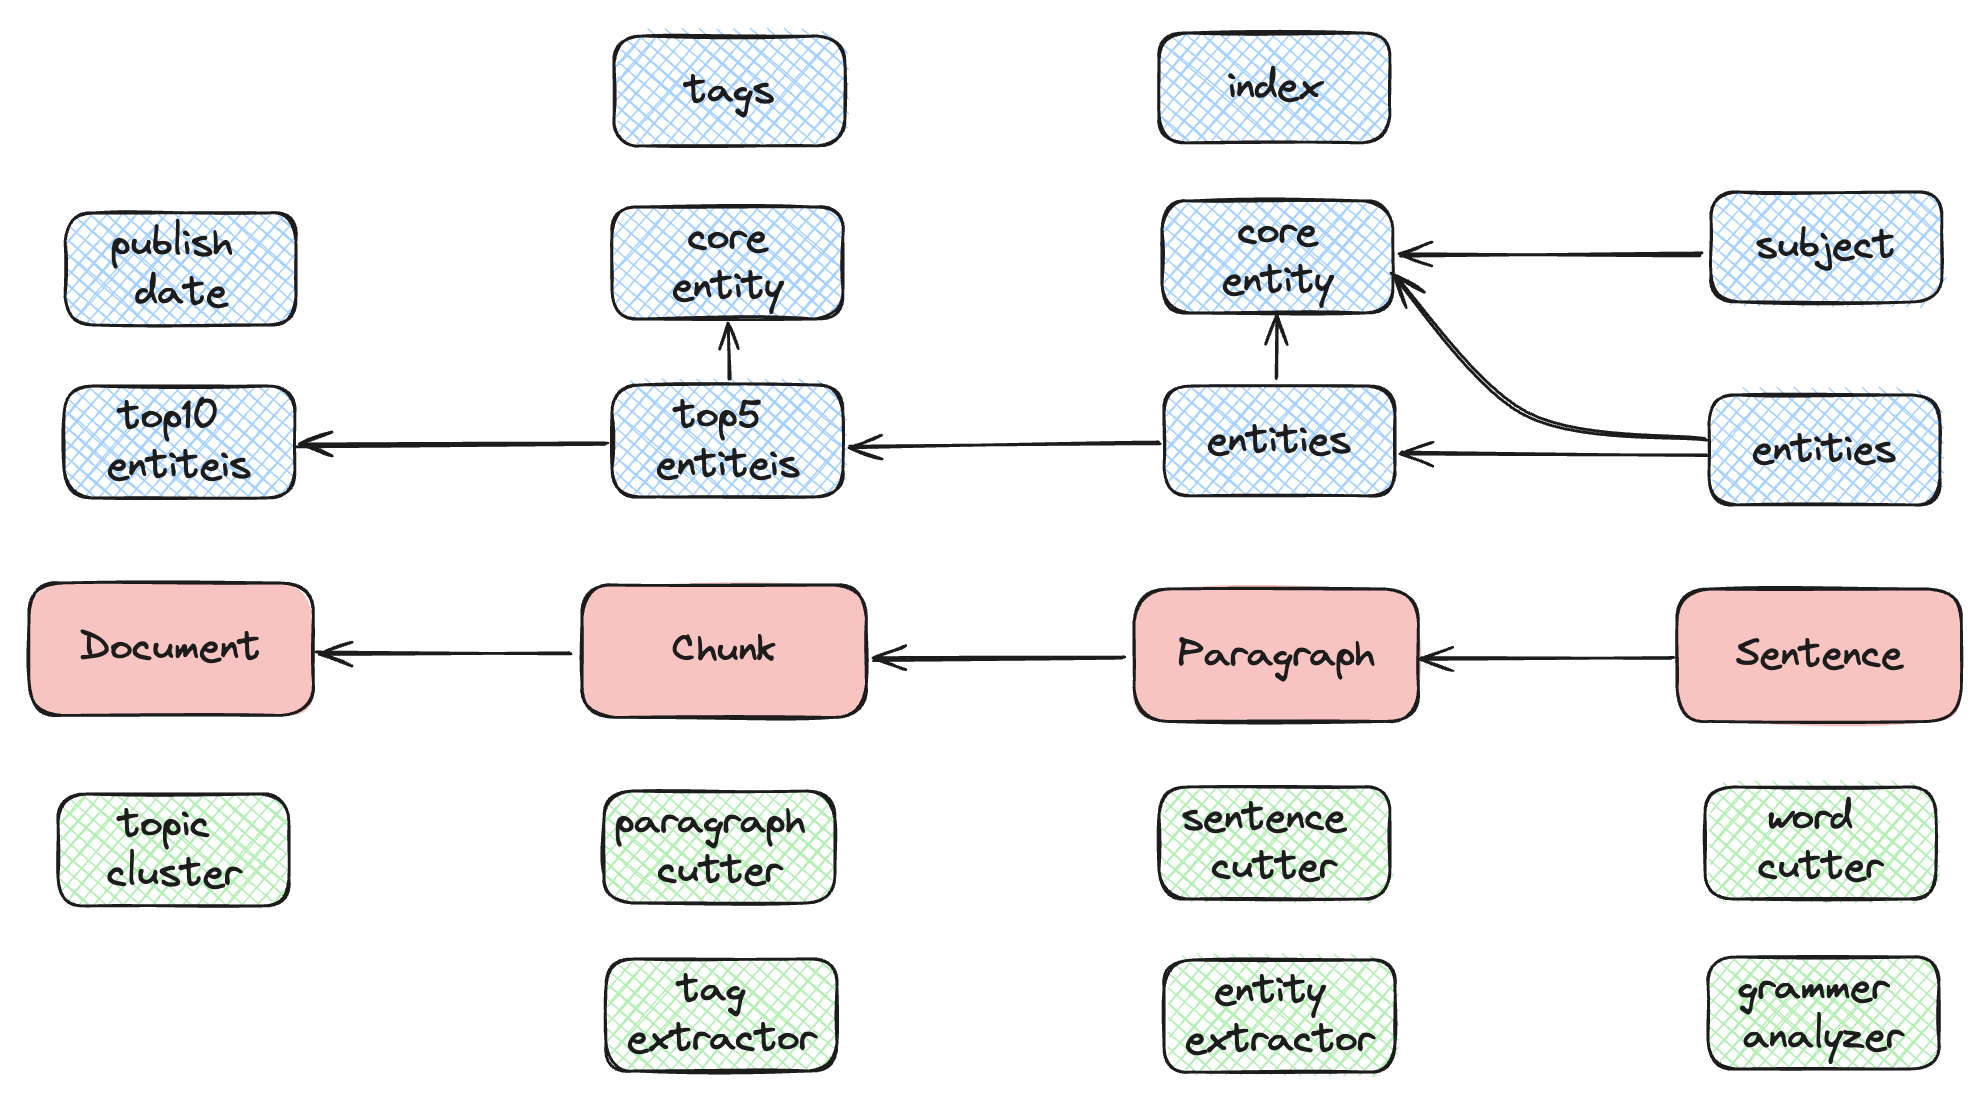 tags
index
publish
date
core
entity
core
entity
subject
top10
entiteis
top5
entiteis
entities
entities
Document
Chunk
Paragraph
Sentence
topic
cluster
paragraph
cutter
sentence
cutter
word
cutter
tag
extractor
entity
extractor
grammer
analyzer